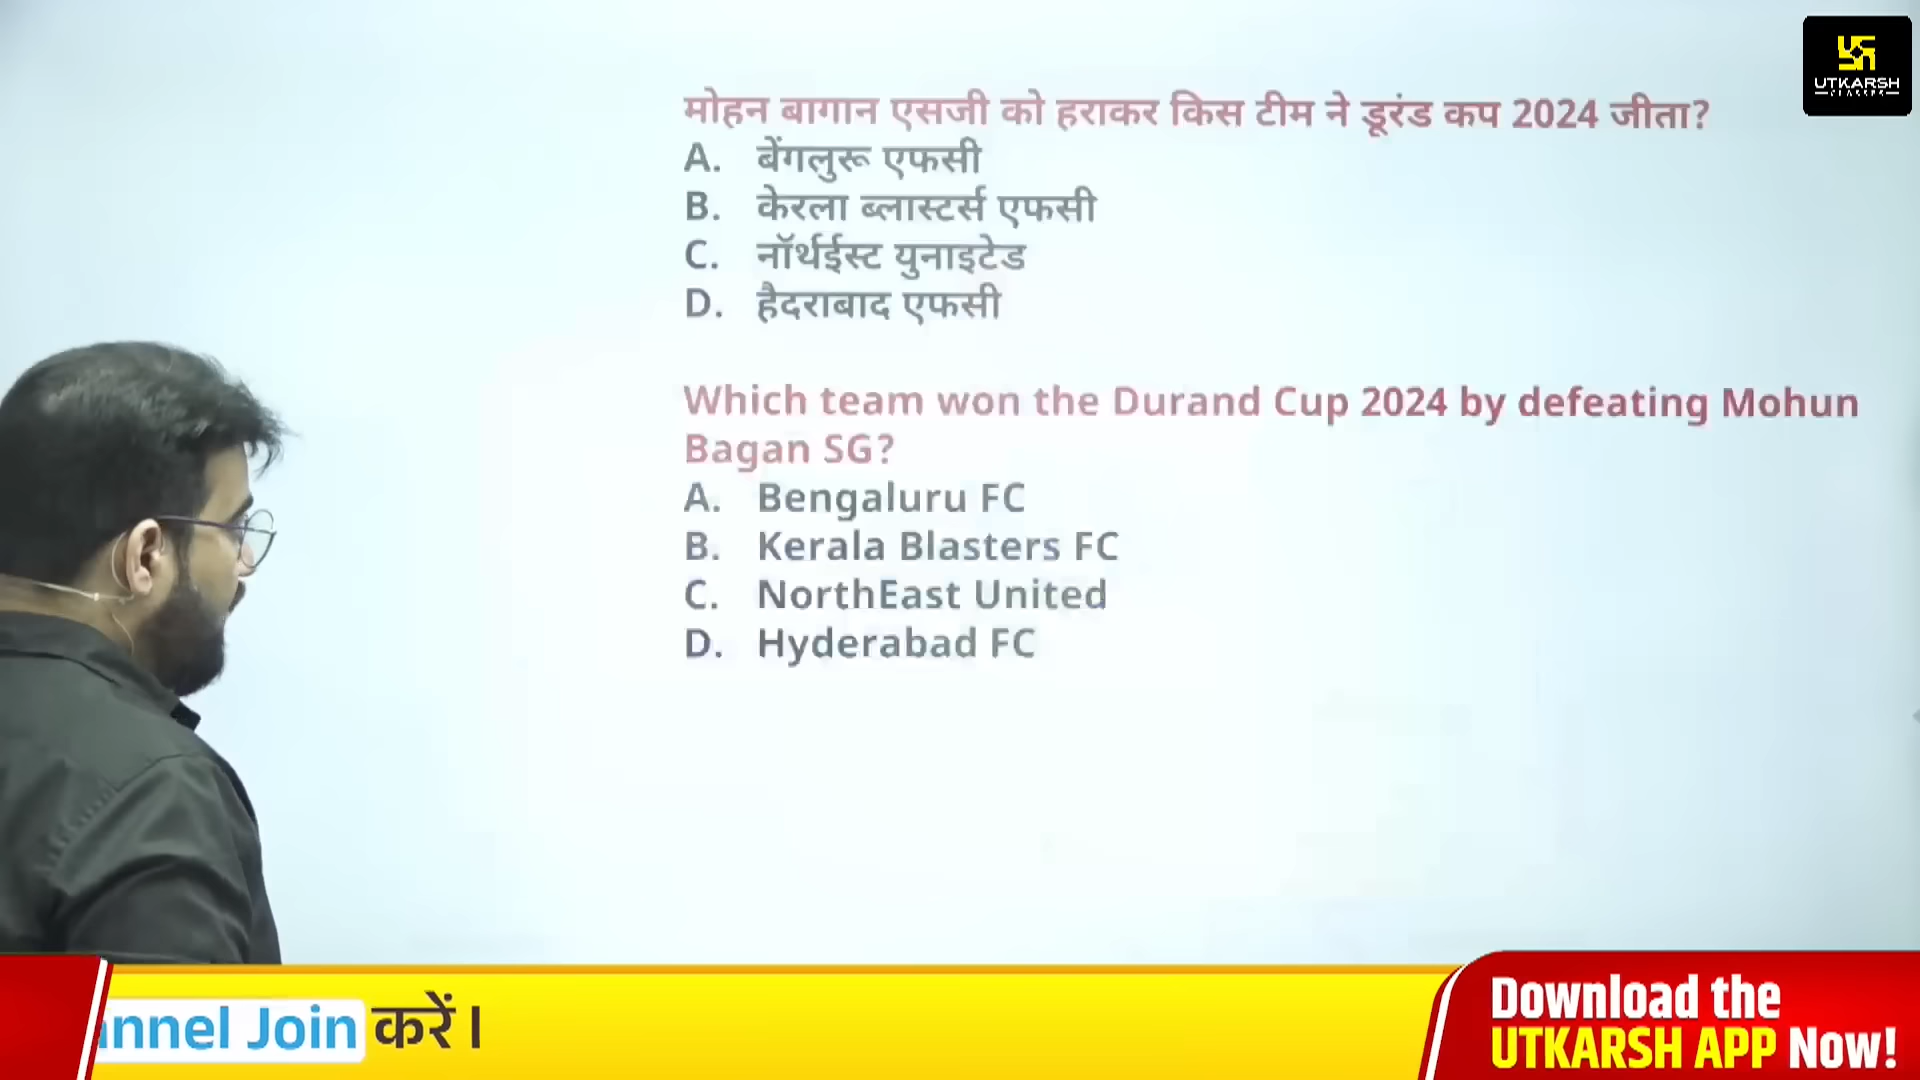 UTKARSH
CLASSES
मोहन बागान एसजी को हराकर किस टीम ने डूरंड कप 2024 जीता?
A. बेंगलुरू एफसी
B. केरला ब्लास्टर्स एफसी
C. नॉर्थईस्ट युनाइटेड
D. हैदराबाद एफसी
Which team won the Durand Cup 2024 by defeating Mohun
Bagan SG?
A. Bengaluru FC
B. Kerala Blasters FC
C. NorthEast United
D. Hyderabad FC
annel Join करें।
Download the
UTKARSH APP Now!